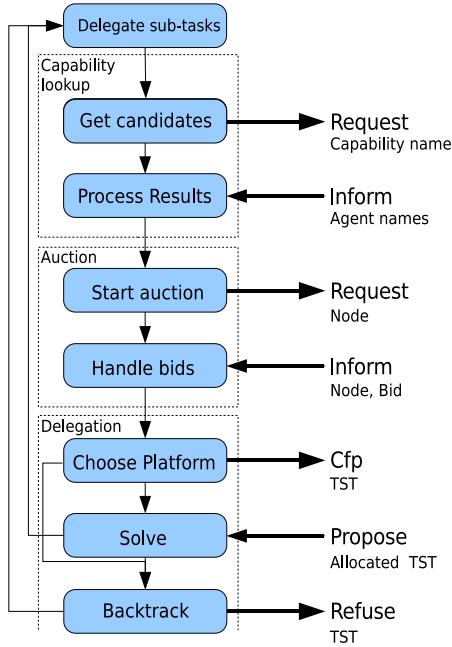 Delegate sub-tasks
Capability
lookup
Get candidates
Request
Capability name
Process Results
Inform
Agent names
Auction
Start auction
Request
Node
Handle bids
Inform
Node, Bid
Delegation
Choose Platform
Cfp
TST
Solve
Propose
Allocated TST
Backtrack
Refuse
TST